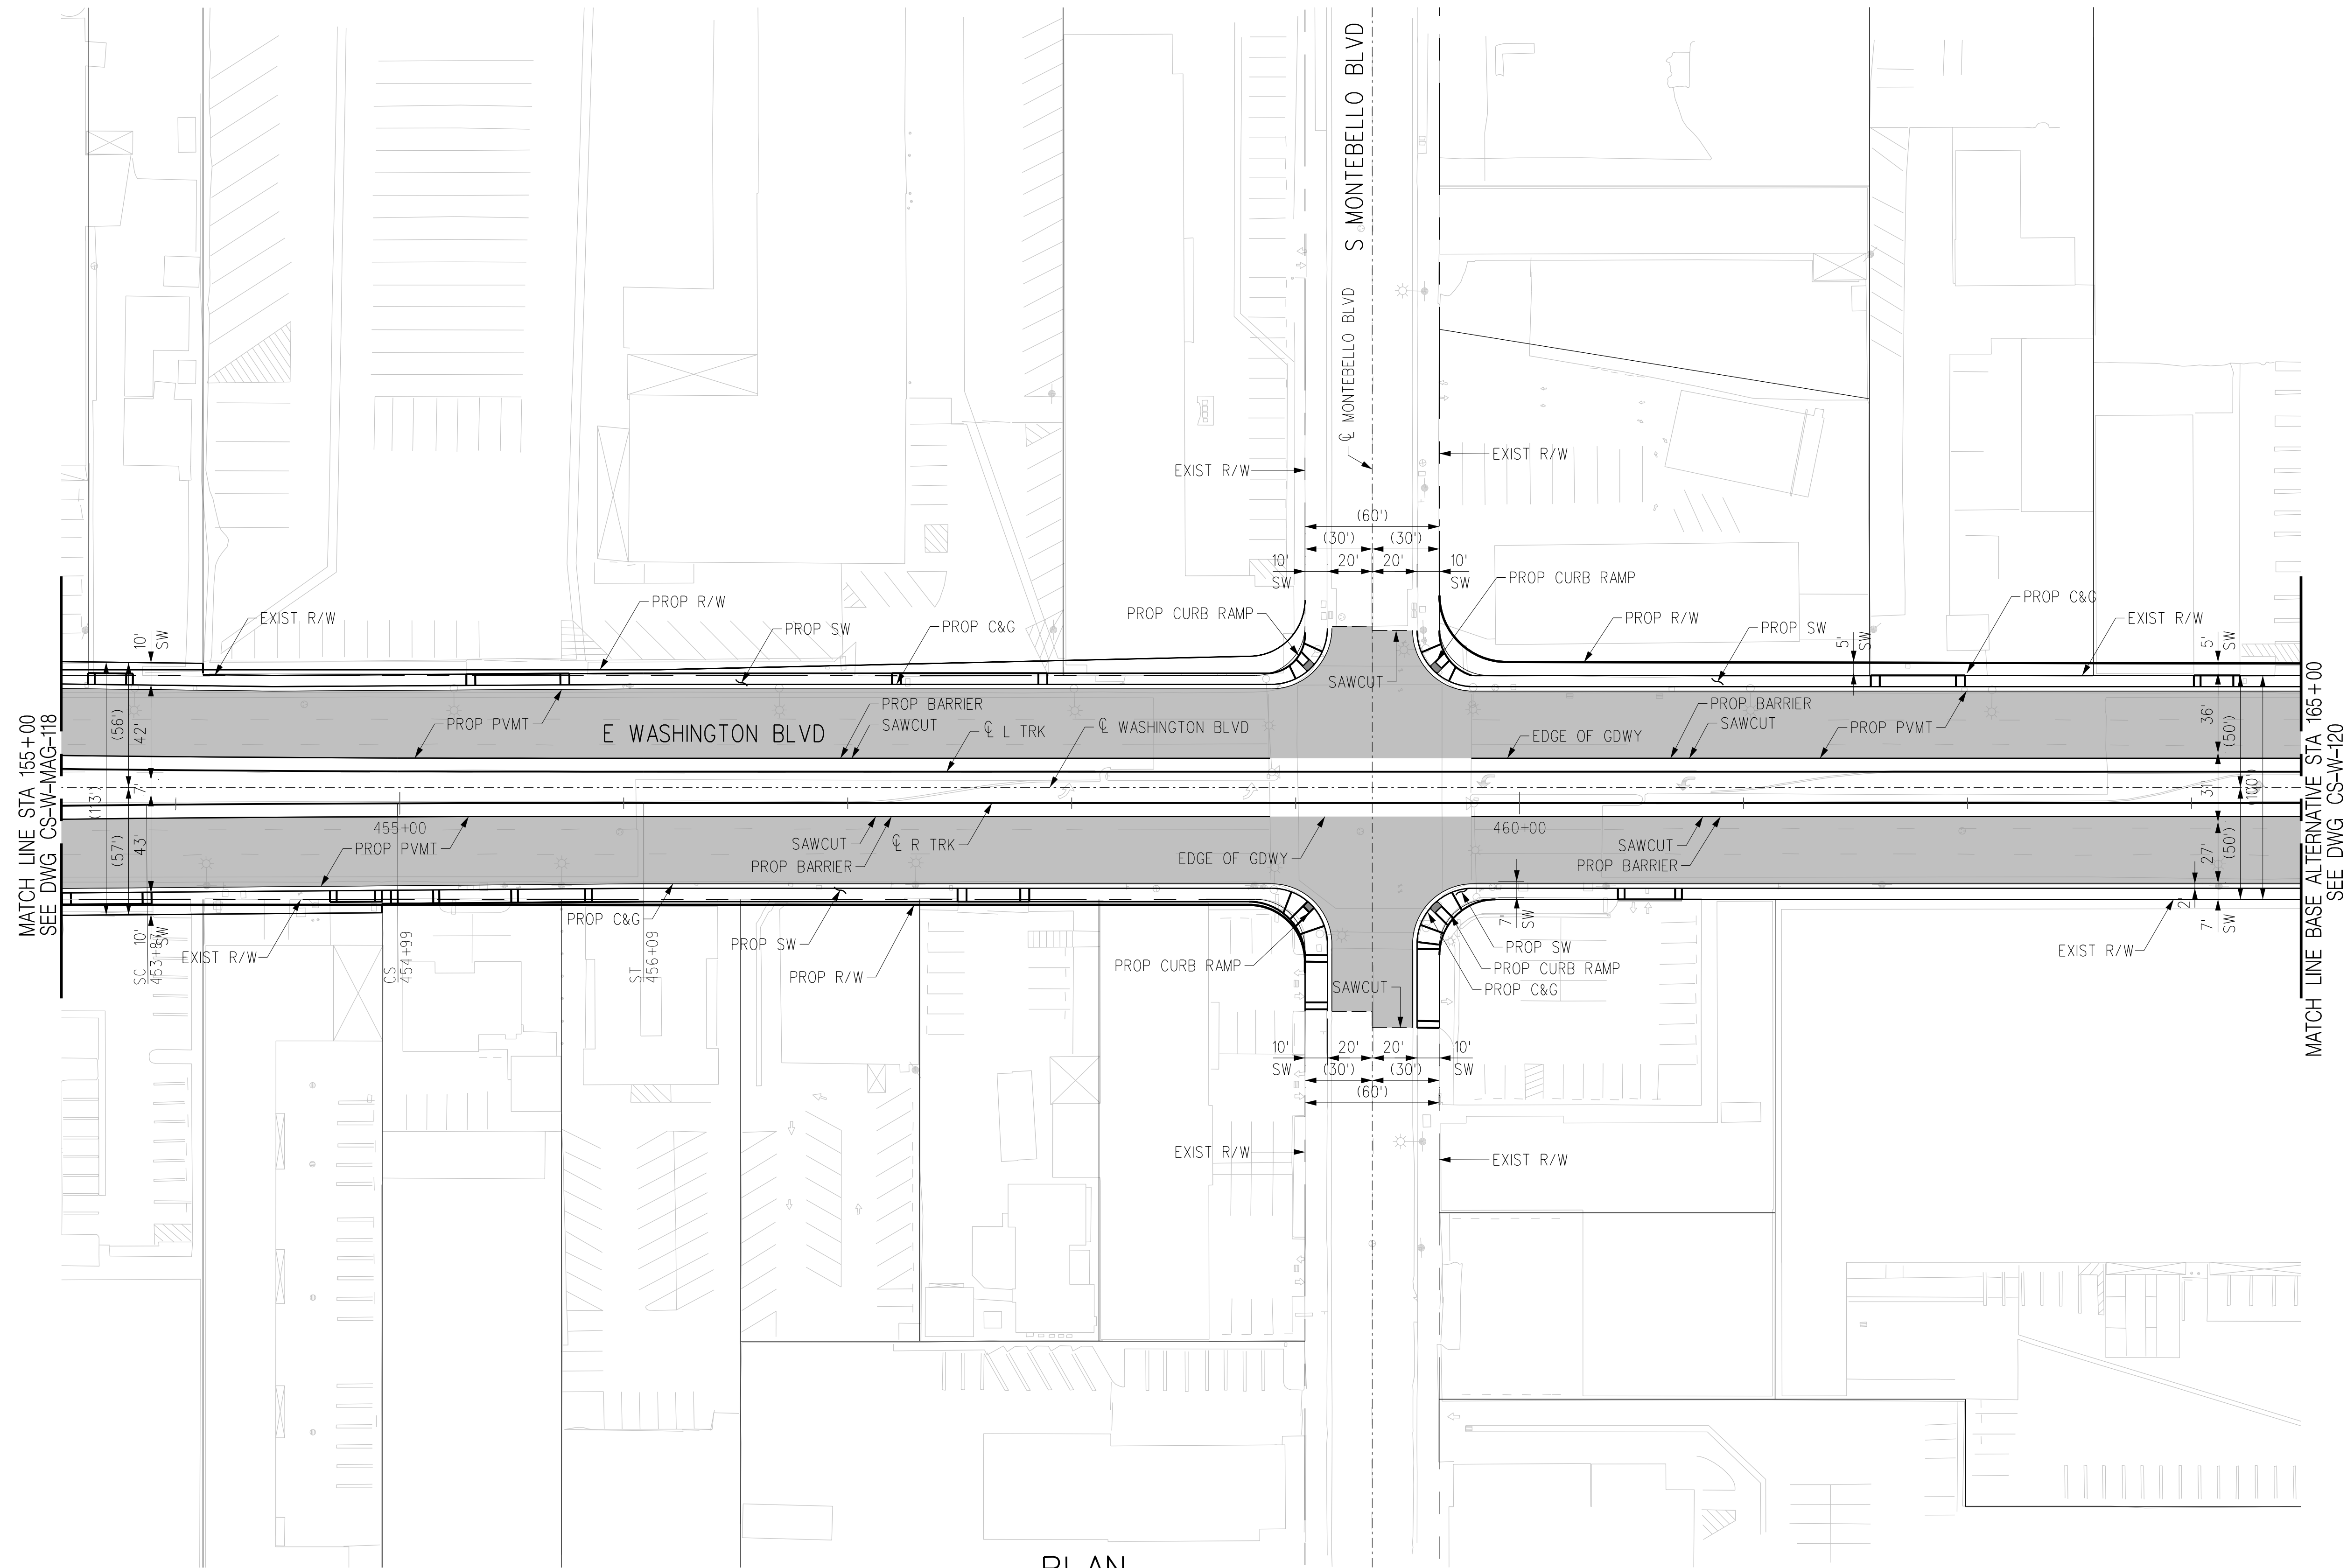 S MONTEBELLO BLVD
℄ MONTEBELLO BLVD
EXIST R/W
EXIST R/W
(60')
(30')
(30')
10'
SW
20'
20'
10'
SW
PROP CURB RAMP
PROP CURB RAMP
EXIST R/W
PROP R/W
PROP SW
PROP C&G
PROP R/W
PROP SW
PROP C&G
EXIST R/W
10'
SW
5'
SW
5'
SW
SAWCUT
MATCH LINE STA 155+00
SEE DWG CS-W-MAG-118
(113')
(56')
42'
7'
(57')
43'
10'
SW
PROP PVMT
E WASHINGTON BLVD
PROP BARRIER
SAWCUT
℄ L TRK
℄ WASHINGTON BLVD
EDGE OF GDWY
PROP BARRIER
SAWCUT
PROP PVMT
36'
(50')
31'
(100')
27'
(50')
2'
7'
SW
MATCH LINE BASE ALTERNATIVE STA 165+00
SEE DWG CS-W-120
455+00
PROP PVMT
SAWCUT
PROP BARRIER
℄ R TRK
EDGE OF GDWY
460+00
SAWCUT
PROP BARRIER
PROP C&G
PROP SW
PROP R/W
EXIST R/W
SC
453+87
CS
454+99
ST
456+09
PROP CURB RAMP
7'
SW
PROP SW
PROP CURB RAMP
PROP C&G
EXIST R/W
SAWCUT
10'
SW
20'
20'
10'
SW
(30')
(30')
(60')
EXIST R/W
EXIST R/W
PLAN